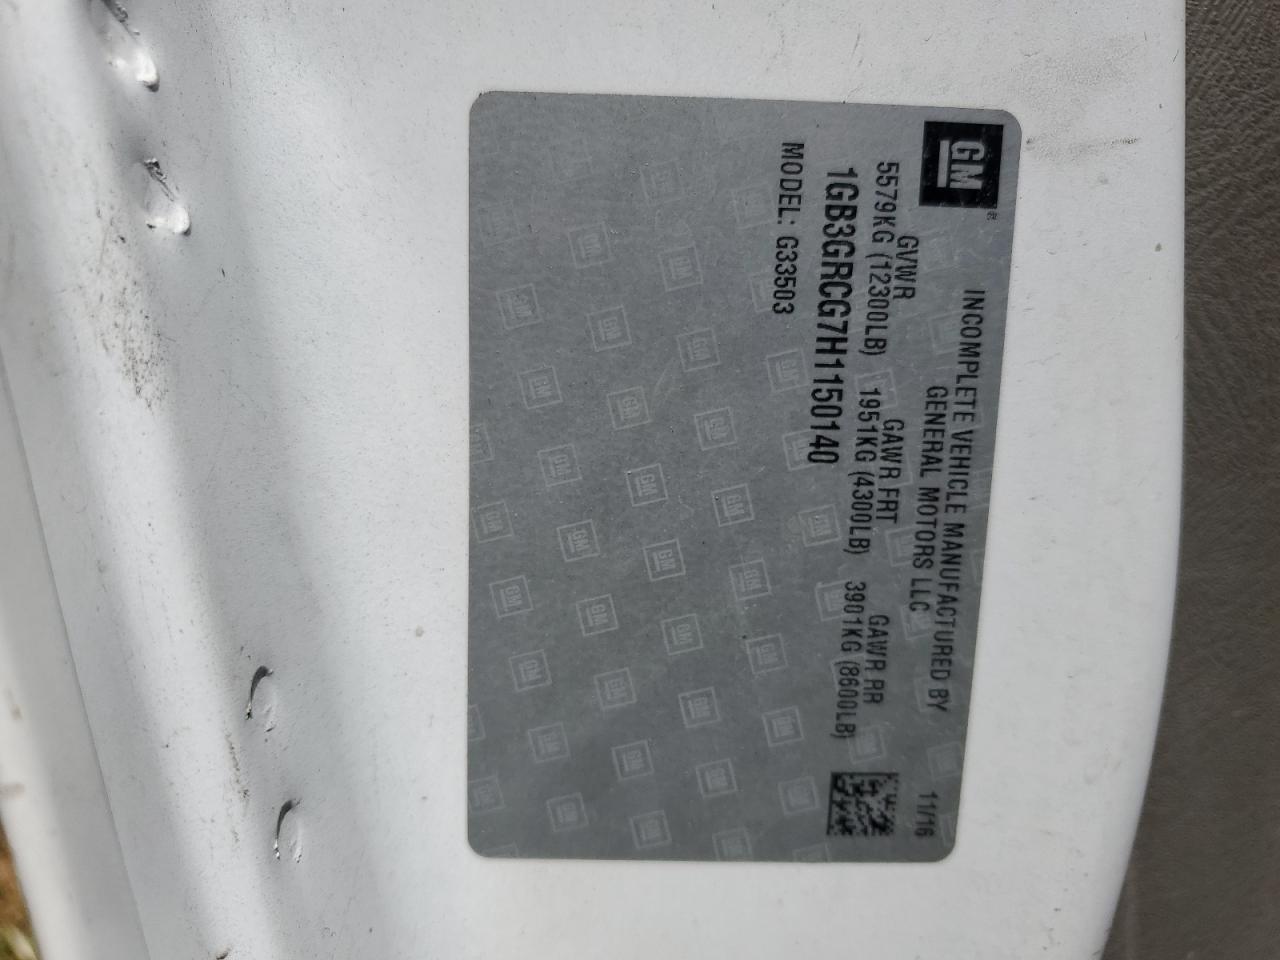 GM
INCOMPLETE VEHICLE MANUFACTURED BY
GENERAL MOTORS LLC
11/16
GVWR GAWR FRT GAWR RR
5579KG (12300LB) 1951KG (4300LB) 3901KG (8600LB)
1GB3GRCG7H1150140
MODEL: G33503